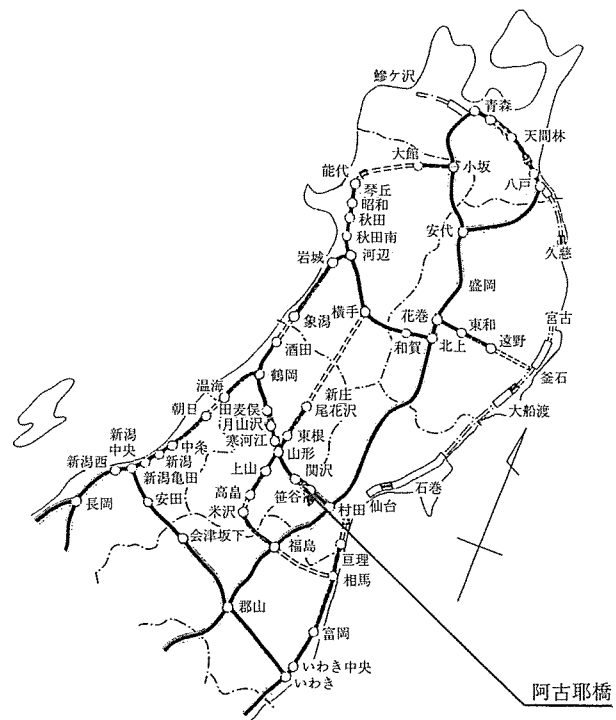 鰺ケ沢
青森
天間林
大館
小坂
能代
八戸
琴丘
昭和
秋田
秋田南
安代
久慈
岩城
河辺
盛岡
横手
花巻
東和
宮古
象潟
遠野
酒田
和賀
北上
釜石
鶴岡
温海
新庄
大船渡
朝日
田麦俣
尾花沢
月山沢
新潟
中央
中条
寒河江
東根
山形
新潟西
新潟
上山
関沢
新潟亀田
石巻
長岡
高畠
笹谷
仙台
安田
米沢
村田
会津坂下
福島
亘理
相馬
郡山
富岡
いわき中央
いわき
阿古耶橋